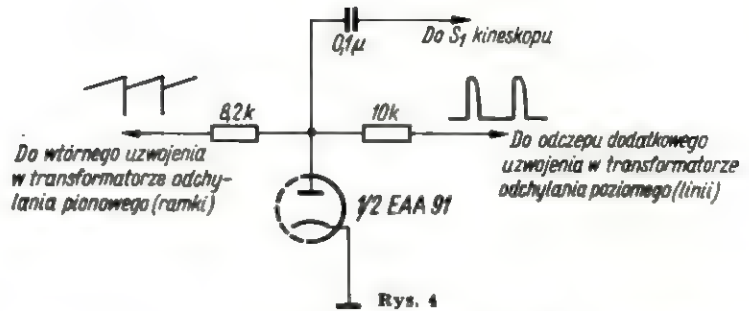 0,1µ
Do S₁ kineskopu
8,2k
10k
Do wtórnego uzwojenia
w transformatorze odchy-
lania pionowego (ramki)
Do odczepu dodatkowego
uzwojenia w transformatorze
odchylania poziomego (linii)
1/2 EAA 91
Rys. 4